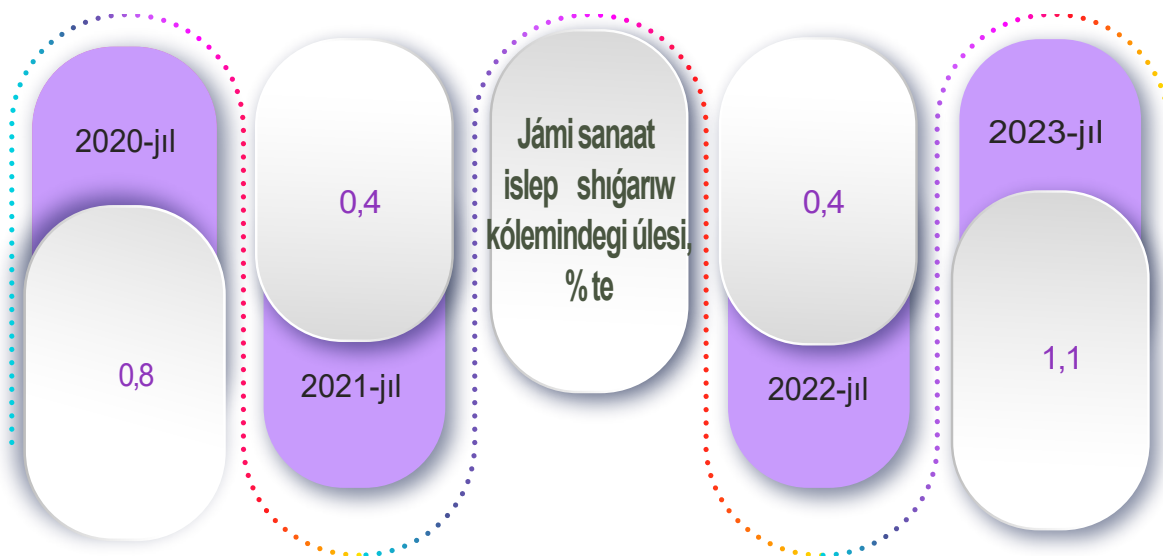 2020-jıl
0,8
0,4
2021-jıl
Jámi sanaat
islep shıǵarıw
kólemindegi úlesi,
% te
0,4
2022-jıl
2023-jıl
1,1